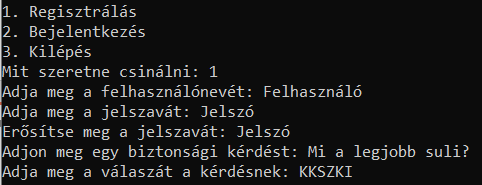 1. Regisztrálás
2. Bejelentkezés
3. Kilépés
Mit szeretne csinálni: 1
Adja meg a felhasználónevét: Felhasználó
Adja meg a jelszavát: Jelszó
Erősítse meg a jelszavát: Jelszó
Adjon meg egy biztonsági kérdést: Mi a legjobb suli?
Adja meg a válaszát a kérdésnek: KKSZKI